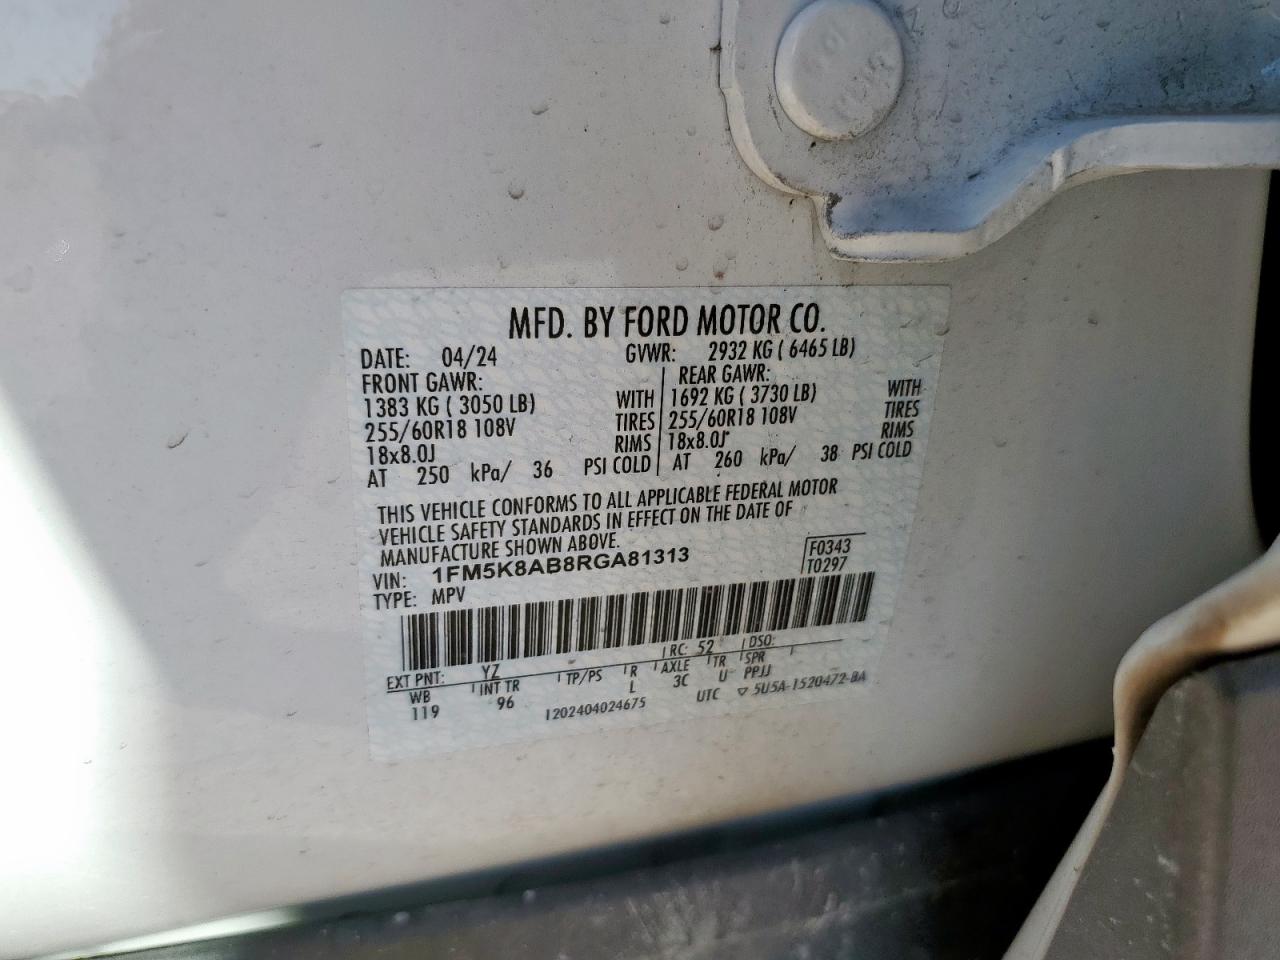 MFD. BY FORD MOTOR CO.
DATE: 04/24 GVWR: 2932 KG ( 6465 LB)
FRONT GAWR: REAR GAWR:
1383 KG ( 3050 LB) WITH 1692 KG ( 3730 LB) WITH
255/60R18 108V TIRES 255/60R18 108V TIRES
18x8.0J RIMS 18x8.0J RIMS
AT 250 kPa/ 36 PSI COLD AT 260 kPa/ 38 PSI COLD
THIS VEHICLE CONFORMS TO ALL APPLICABLE FEDERAL MOTOR
VEHICLE SAFETY STANDARDS IN EFFECT ON THE DATE OF
MANUFACTURE SHOWN ABOVE.
F0343
VIN: 1FM5K8AB8RGA81313 T0297
TYPE: MPV
EXT PNT: YZ RC: 52 DSO:
WB INT TR TP/PS R AXLE TR SPR
119 96 L 3C U PPJJ
1202404024675 UTC ▽ 5U5A-1520472-BA